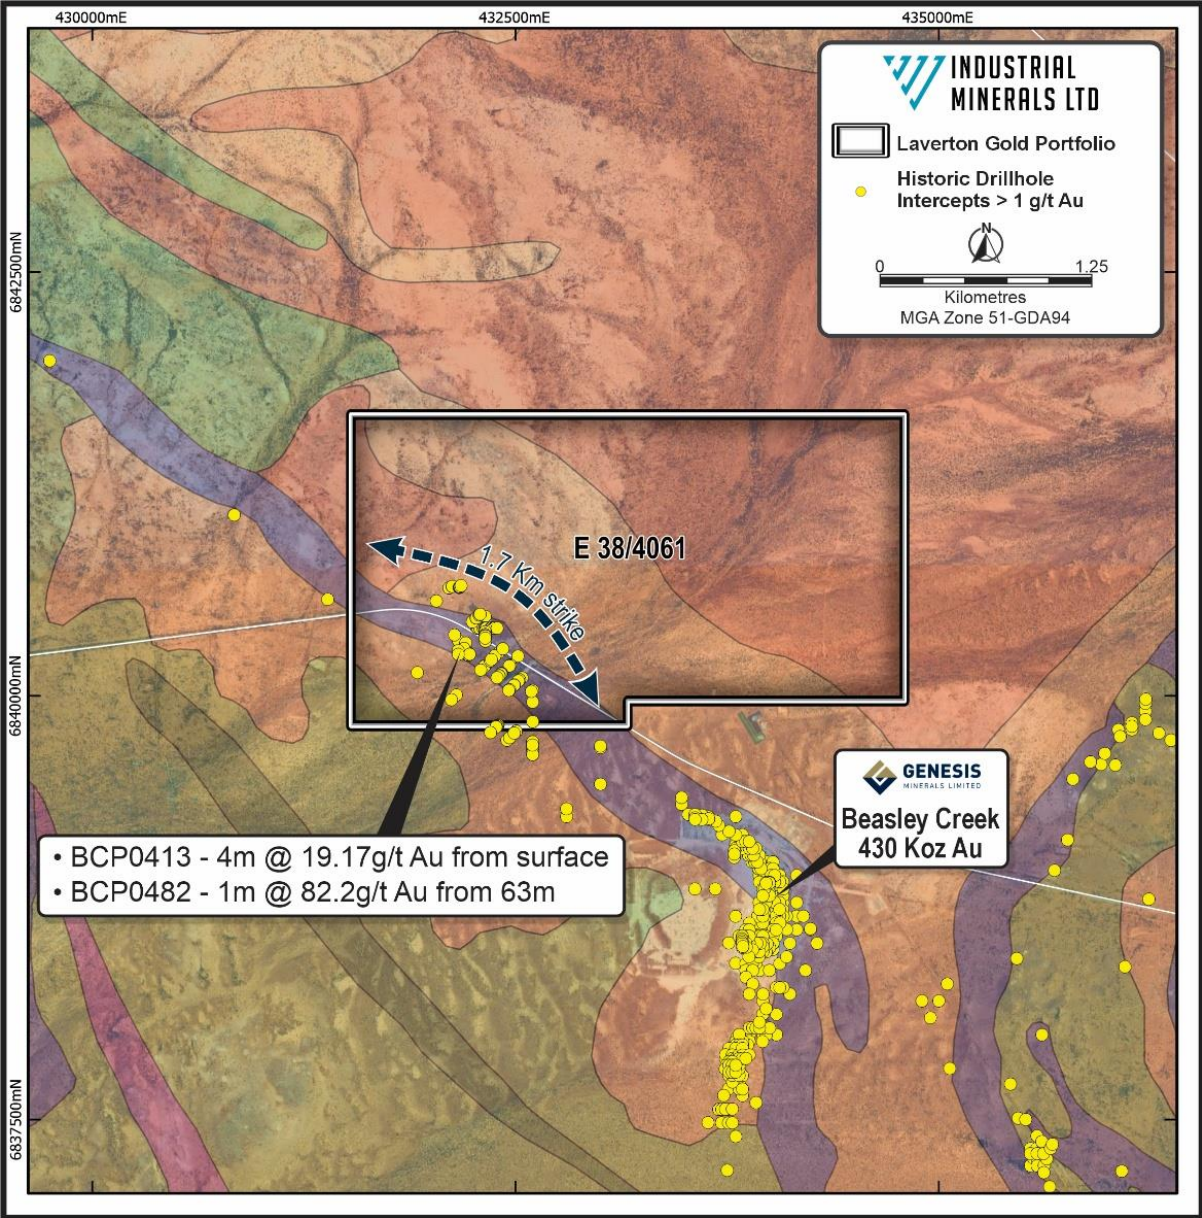 430000mE
432500mE
435000mE
INDUSTRIAL
MINERALS LTD
Laverton Gold Portfolio
Historic Drillhole
Intercepts > 1 g/t Au
N
0 1.25
Kilometres
MGA Zone 51-GDA94
6842500mN
E 38/4061
1.7 Km strike
6840000mN
GENESIS
MINERALS LIMITED
Beasley Creek
430 Koz Au
• BCP0413 - 4m @ 19.17g/t Au from surface
• BCP0482 - 1m @ 82.2g/t Au from 63m
6837500mN